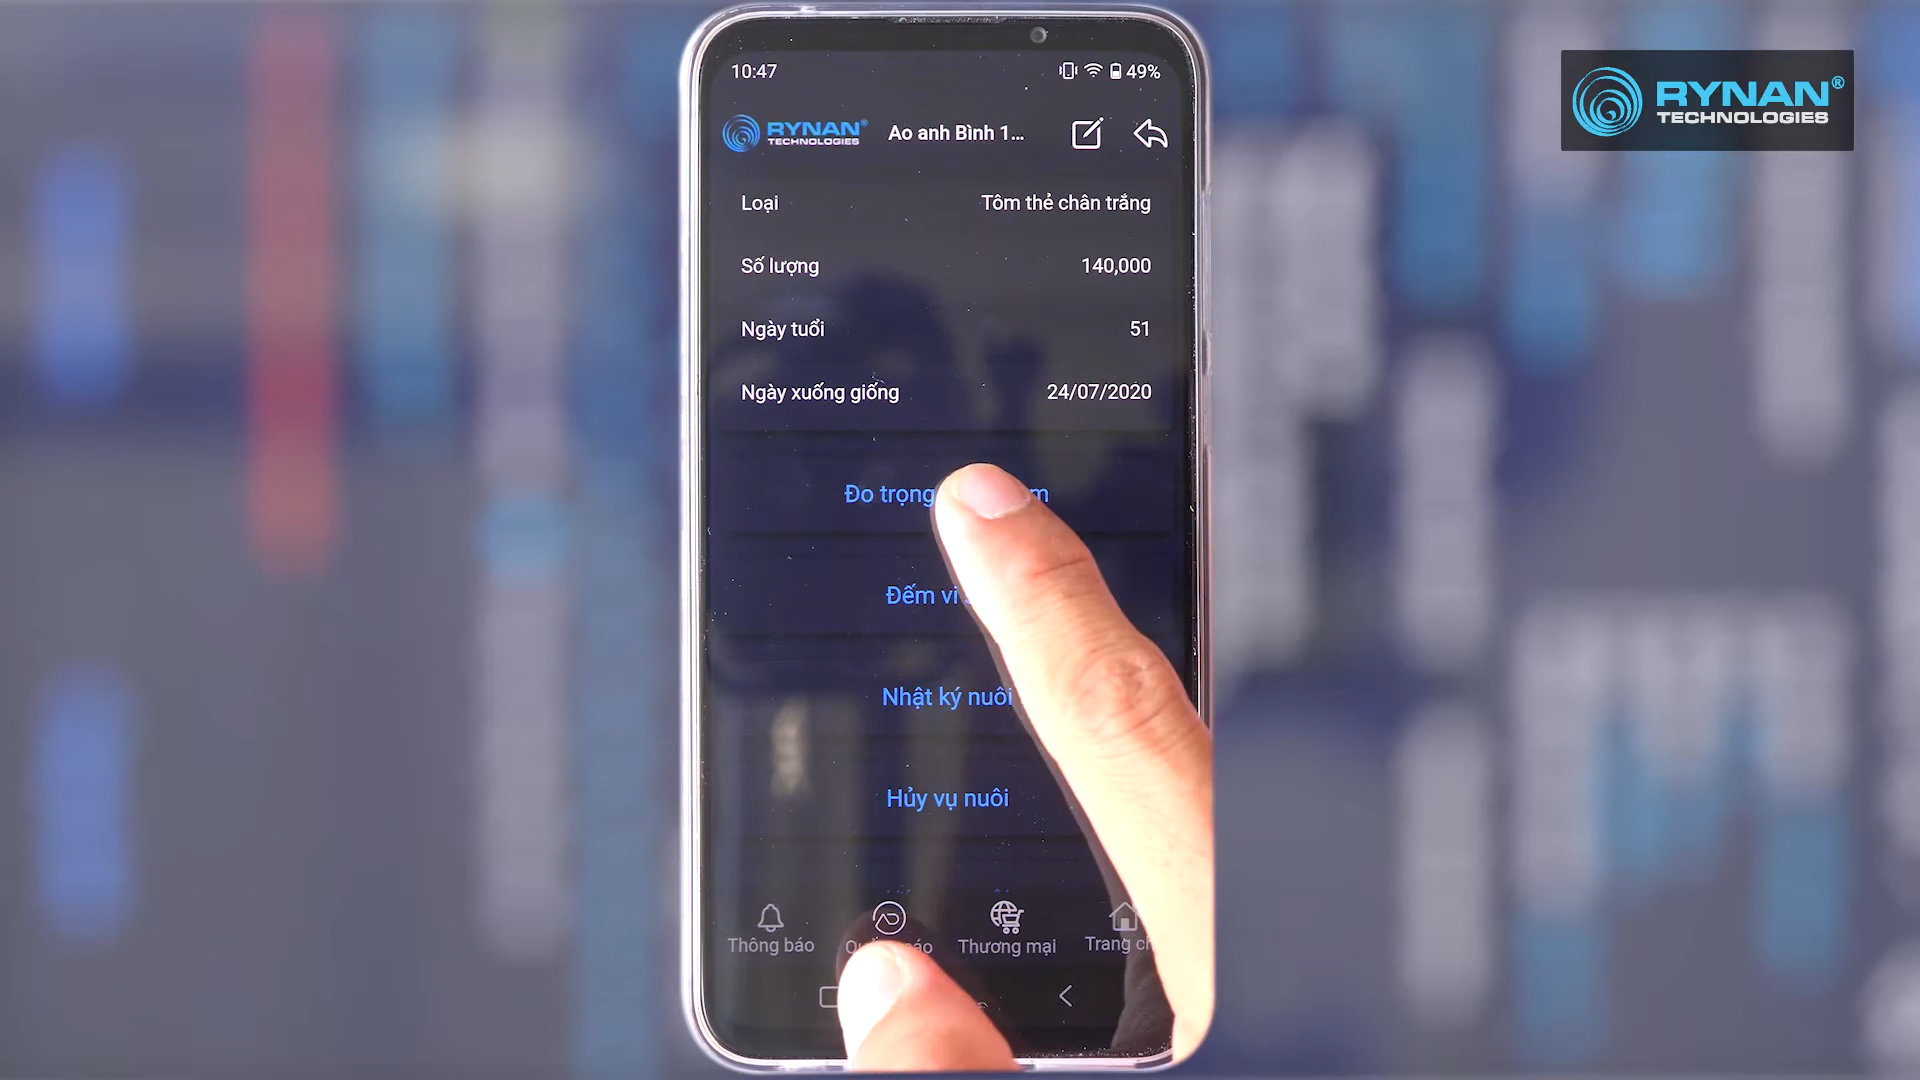 10:47
49%
RYNAN®
TECHNOLOGIES
Ao anh Bình 1...
Loại
Tôm thẻ chân trắng
Số lượng
140,000
Ngày tuổi
51
Ngày xuống giống
24/07/2020
Đo trọng
Đếm vi
Nhật ký nuôi
Hủy vụ nuôi
Thông báo
Thương mại
Trang
RYNAN®
TECHNOLOGIES